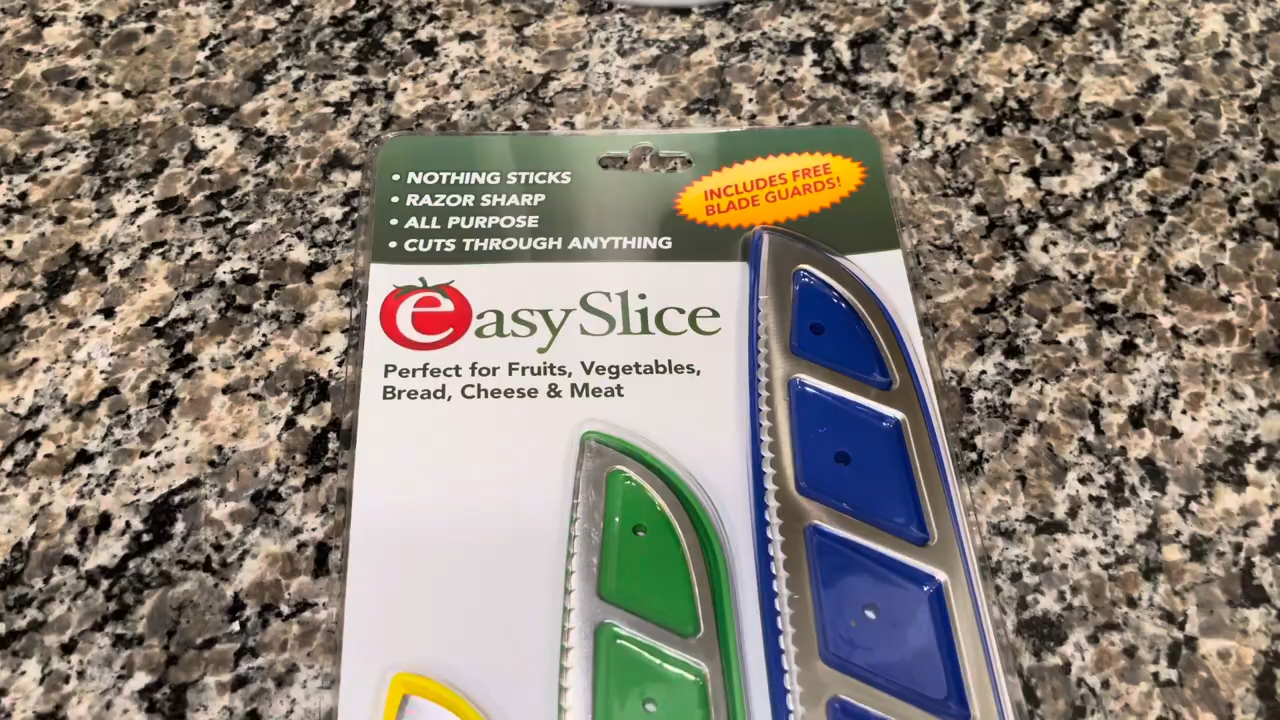 • NOTHING STICKS
• RAZOR SHARP
• ALL PURPOSE
• CUTS THROUGH ANYTHING
INCLUDES FREE
BLADE GUARDS!
easySlice
Perfect for Fruits, Vegetables,
Bread, Cheese & Meat